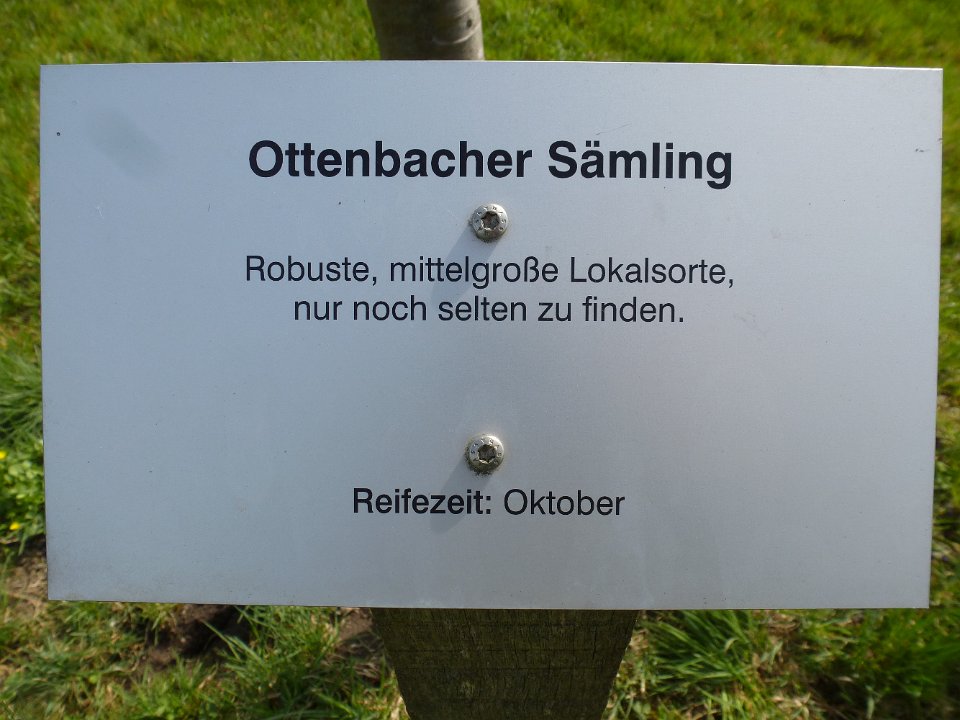 Ottenbacher Sämling
Robuste, mittelgroße Lokalsorte,
nur noch selten zu finden.
Reifezeit: Oktober